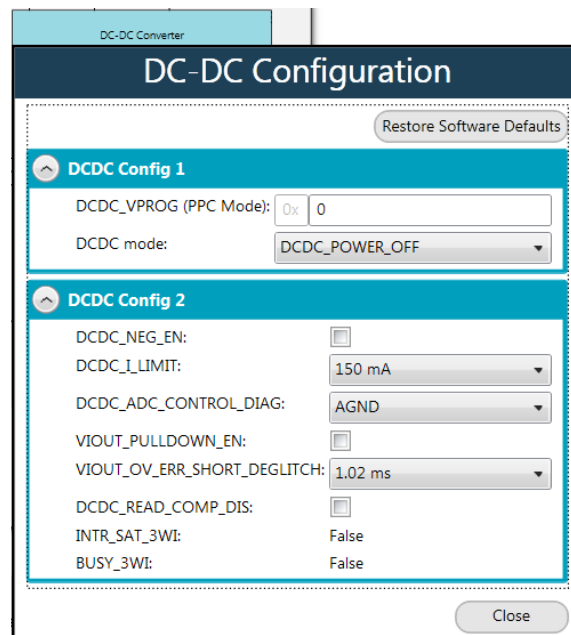 DC-DC Converter
DC-DC Configuration
Restore Software Defaults
DCDC Config 1
DCDC_VPROG (PPC Mode): 0x 0
DCDC mode: DCDC_POWER_OFF
DCDC Config 2
DCDC_NEG_EN:
DCDC_I_LIMIT: 150 mA
DCDC_ADC_CONTROL_DIAG: AGND
VIOUT_PULLDOWN_EN:
VIOUT_OV_ERR_SHORT_DEGLITCH: 1.02 ms
DCDC_READ_COMP_DIS:
INTR_SAT_3WI: False
BUSY_3WI: False
Close